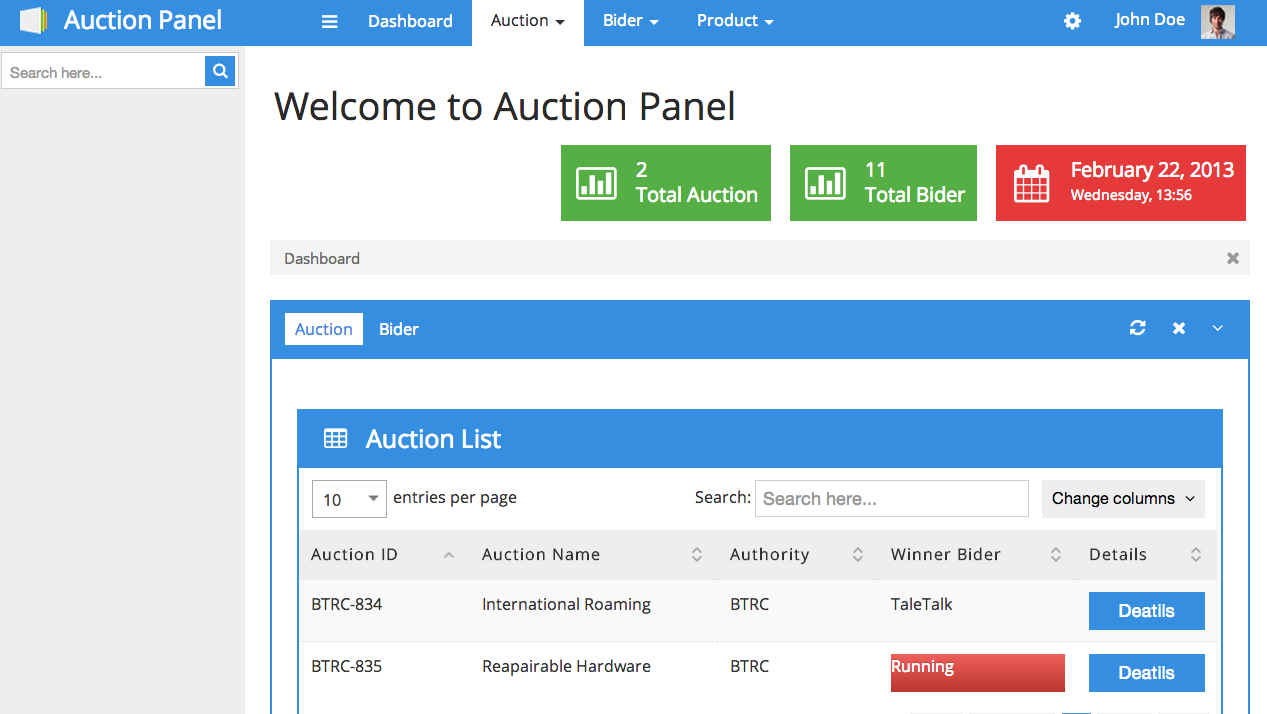 Auction Panel
Dashboard
Auction
Bider
Product
John Doe
Search here...
Welcome to Auction Panel
2
Total Auction
11
Total Bider
February 22, 2013
Wednesday, 13:56
Dashboard
Auction
Bider
Auction List
10 entries per page
Search: Search here...
Change columns
Auction ID Auction Name Authority Winner Bider Details
BTRC-834 International Roaming BTRC TaleTalk Deatils
BTRC-835 Reapairable Hardware BTRC Running Deatils